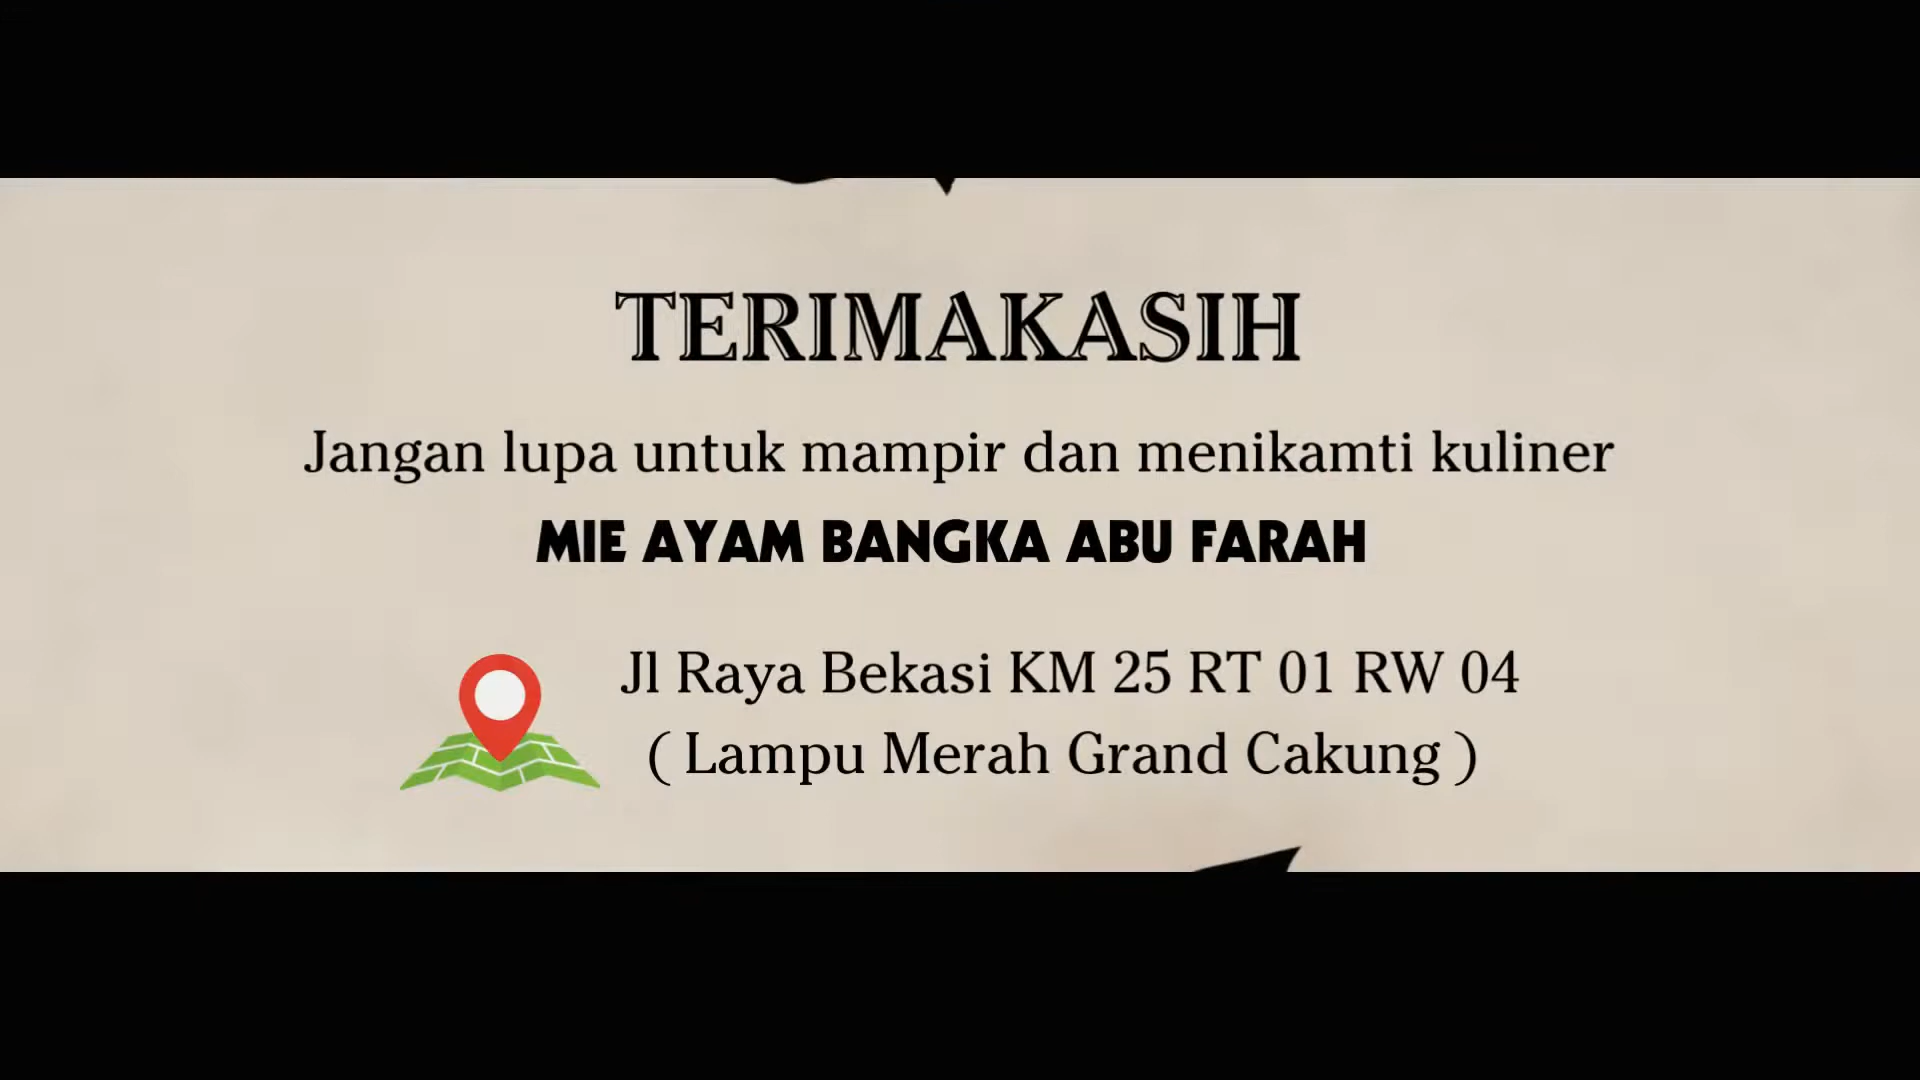 TERIMAKASIH
Jangan lupa untuk mampir dan menikamti kuliner
MIE AYAM BANGKA ABU FARAH
Jl Raya Bekasi KM 25 RT 01 RW 04
( Lampu Merah Grand Cakung )